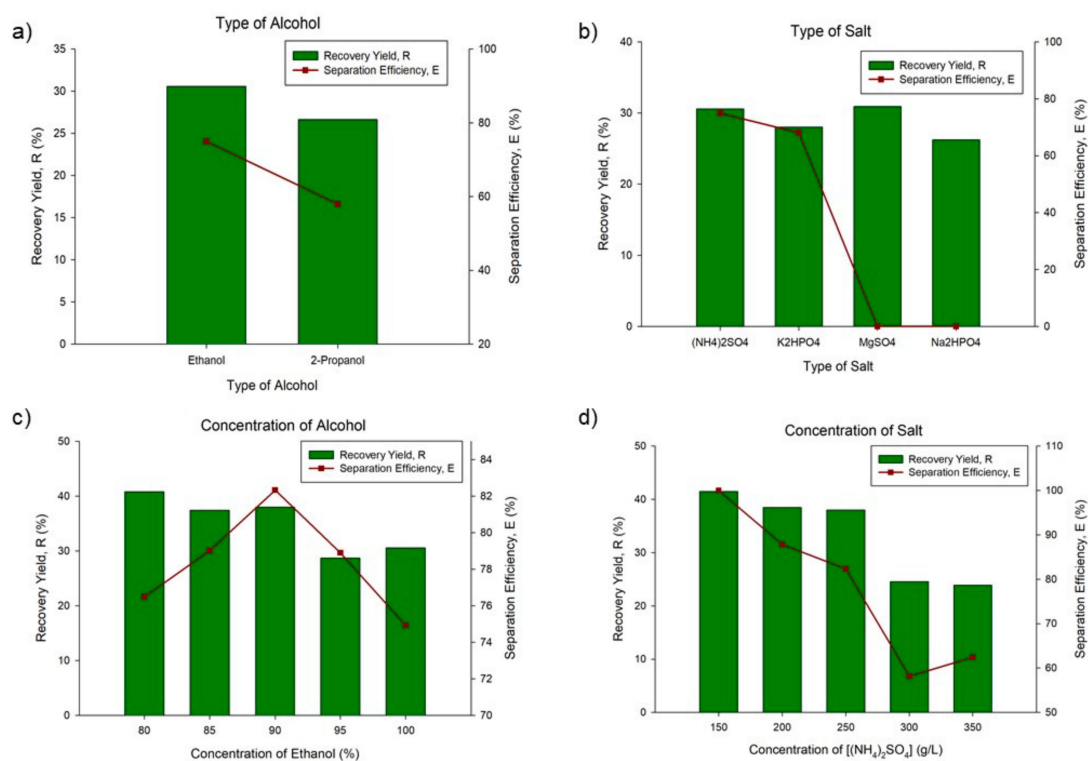 a)
Type of Alcohol
Recovery Yield, R
Separation Efficiency, E
35
30
25
20
15
10
5
0
Recovery Yield, R (%)
100
80
60
40
20
Separation Efficiency, E (%)
Ethanol 2-Propanol
Type of Alcohol
b)
Type of Salt
Recovery Yield, R
Separation Efficiency, E
40
30
20
10
0
Recovery Yield, R (%)
100
80
60
40
20
0
Separation Efficiency, E (%)
(NH4)2SO4 K2HPO4 MgSO4 Na2HPO4
Type of Salt
c)
Concentration of Alcohol
Recovery Yield, R
Separation Efficiency, E
50
40
30
20
10
0
Recovery Yield, R (%)
84
82
80
78
76
74
72
70
Separation Efficiency, E (%)
80 85 90 95 100
Concentration of Ethanol (%)
d)
Concentration of Salt
Recovery Yield, R
Separation Efficiency, E
50
40
30
20
10
0
Recovery Yield, R (%)
110
100
90
80
70
60
50
Separation Efficiency, E (%)
150 200 250 300 350
Concentration of [(NH₄)₂SO₄] (g/L)